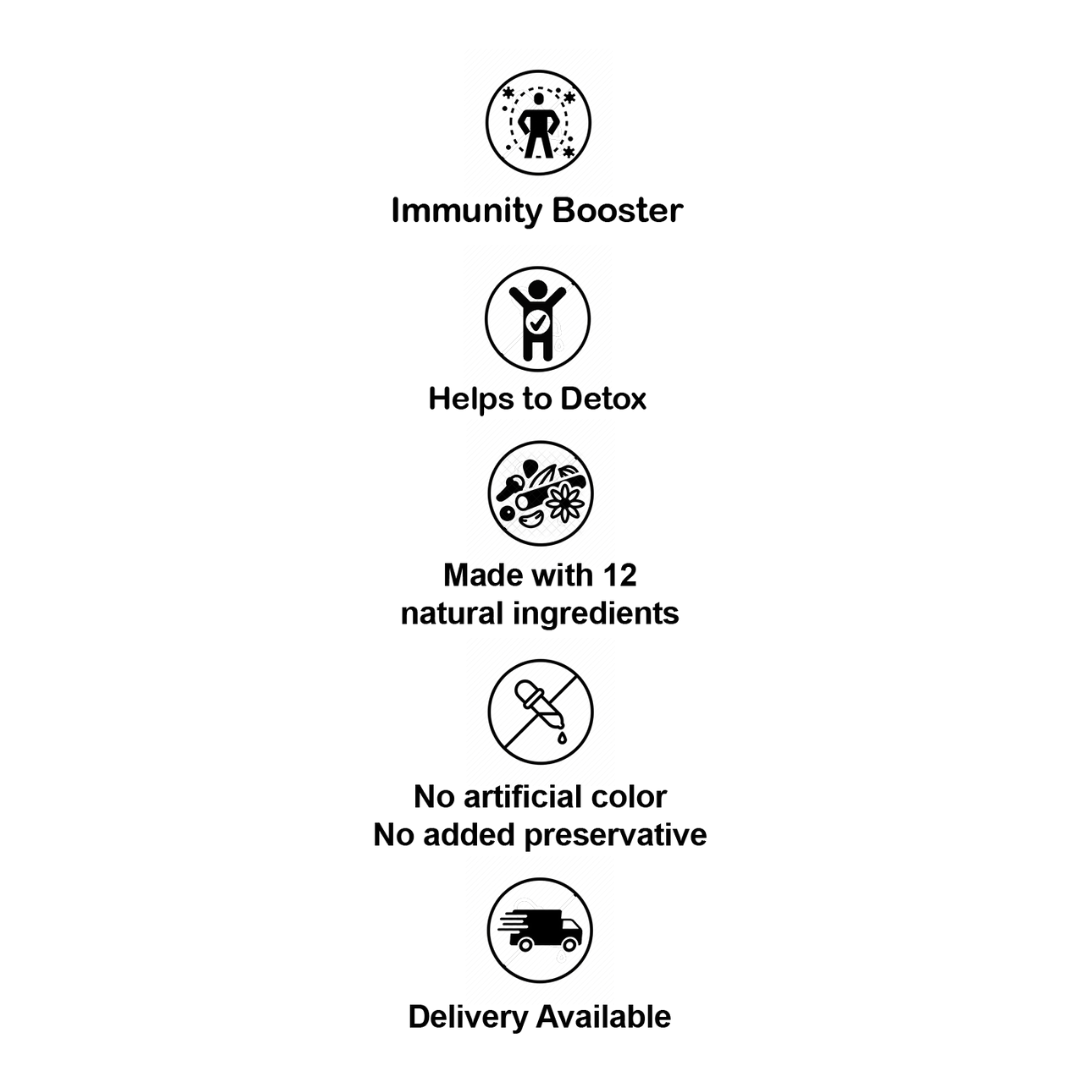 Immunity Booster
Helps to Detox
Made with 12
natural ingredients
No artificial color
No added preservative
Delivery Available